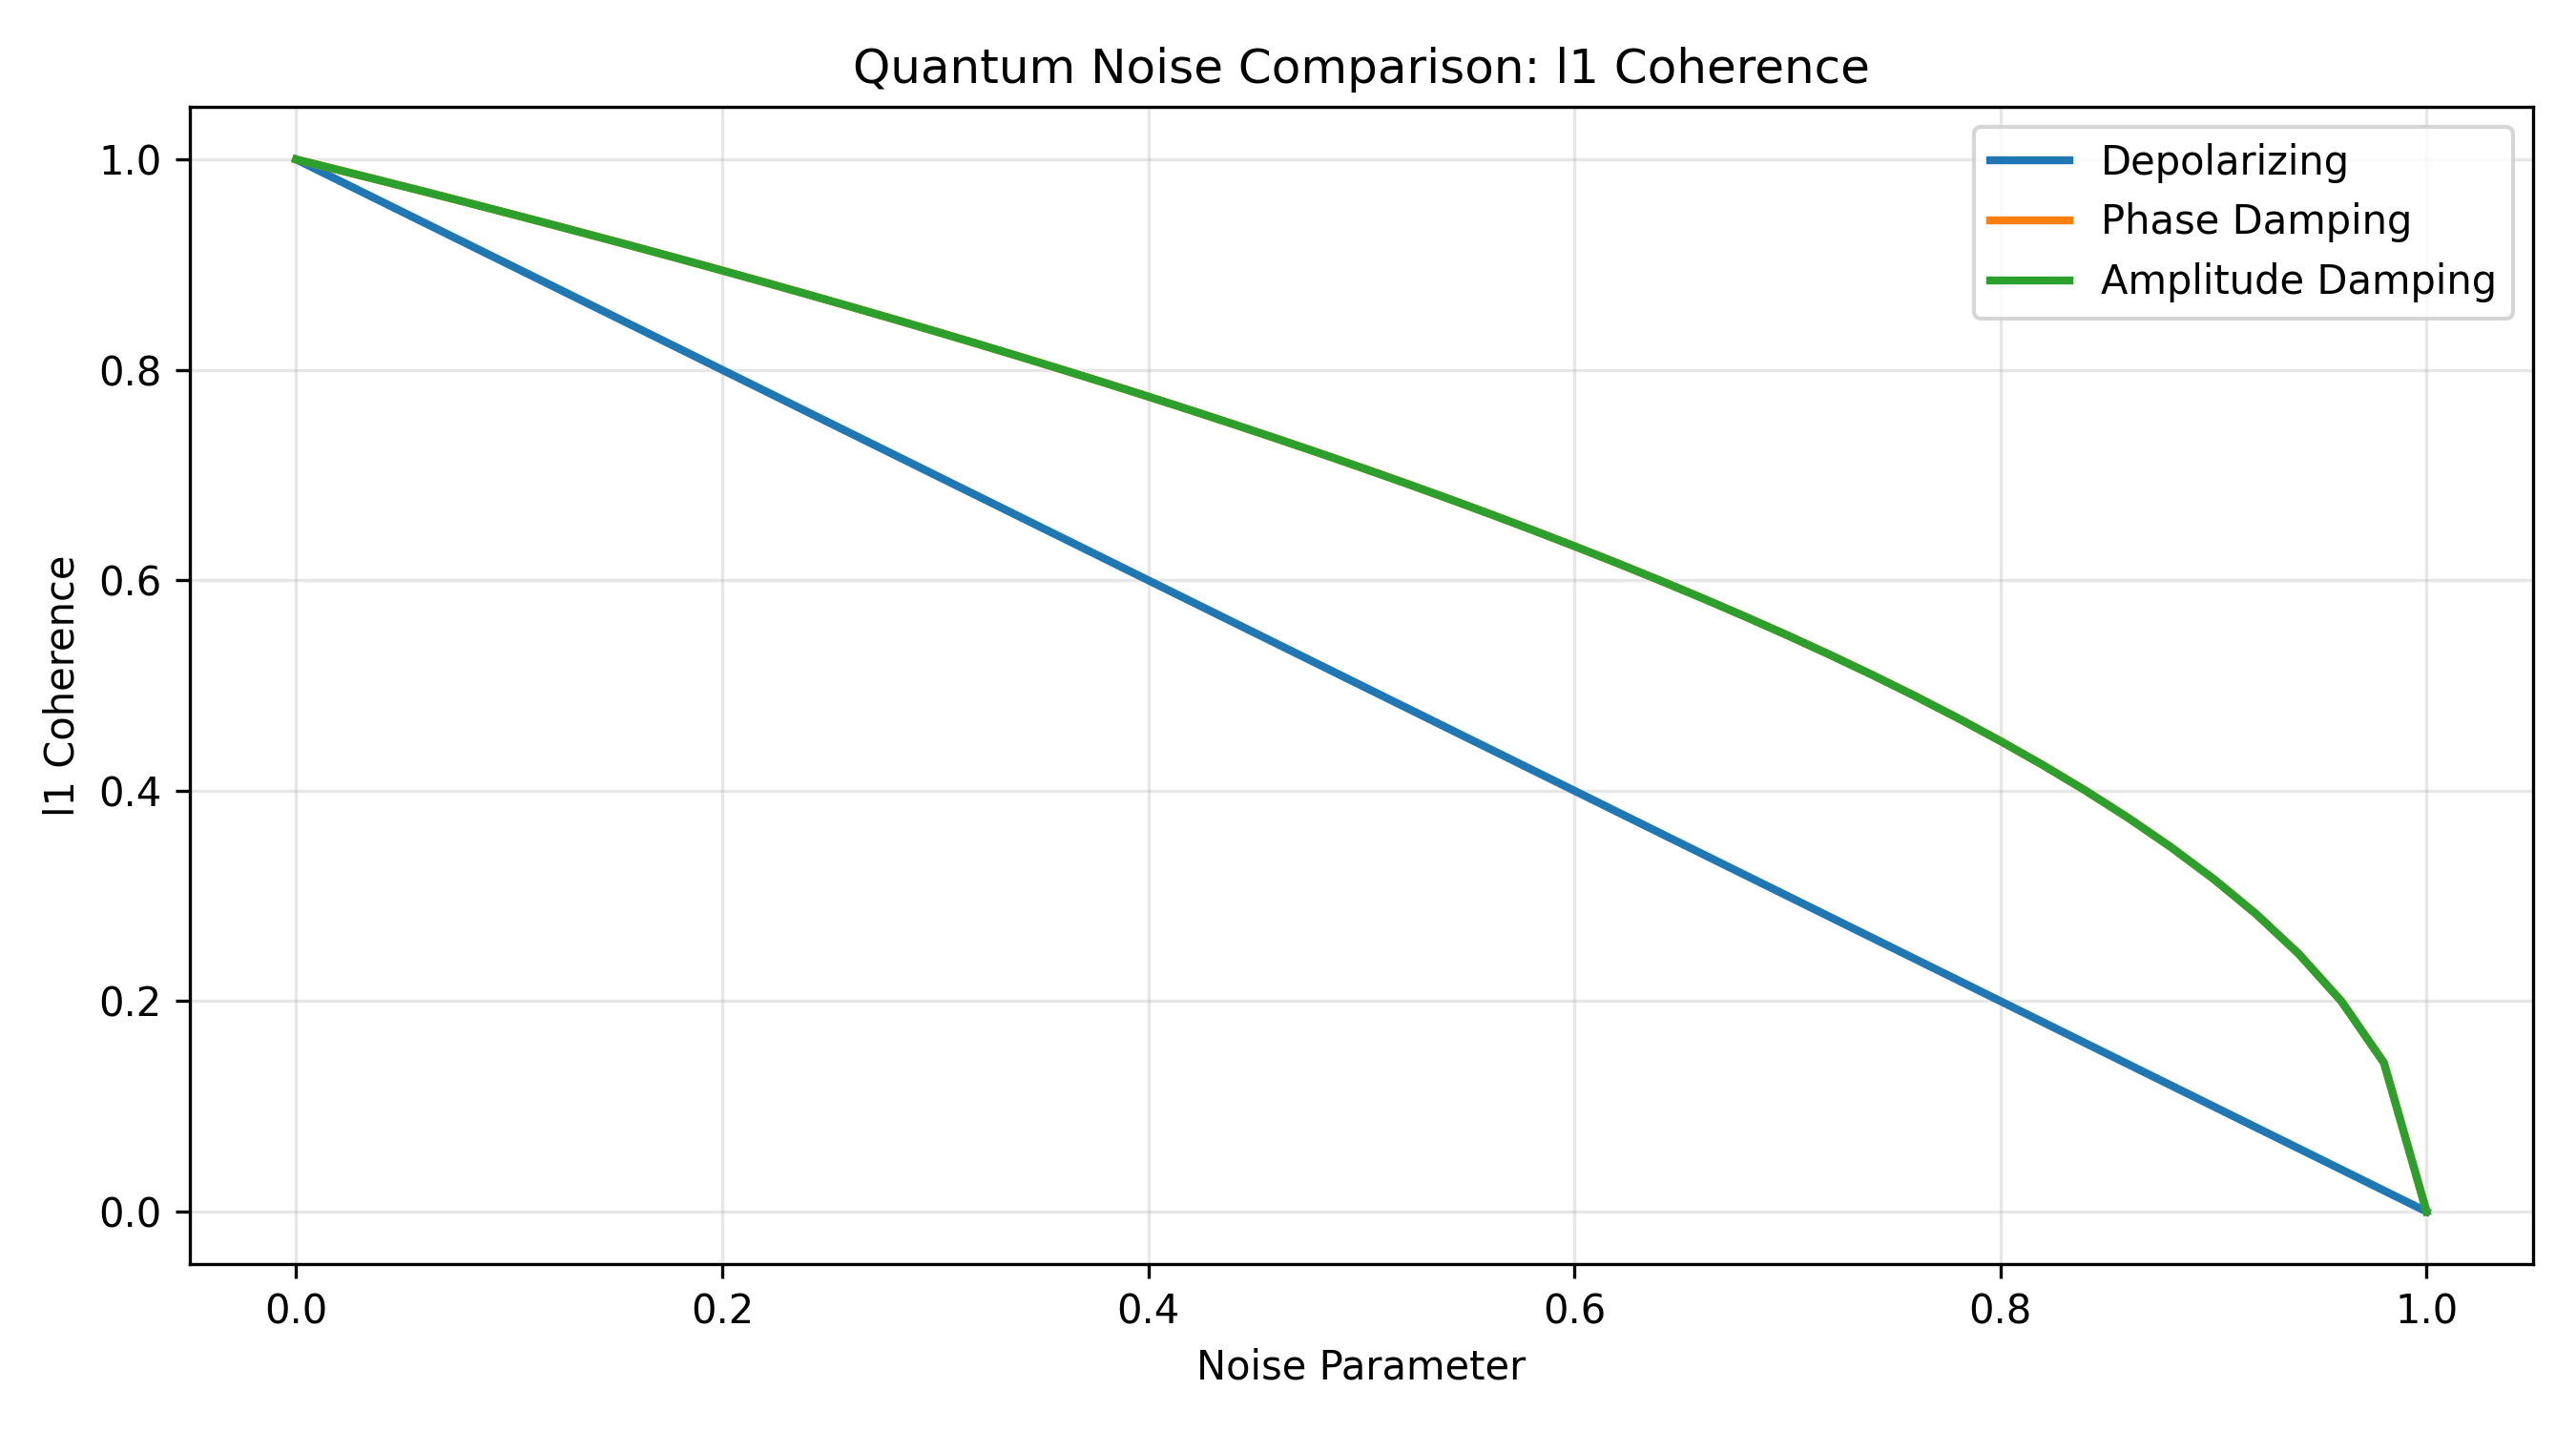 Quantum Noise Comparison: l1 Coherence
Depolarizing
Phase Damping
Amplitude Damping
l1 Coherence
1.0
0.8
0.6
0.4
0.2
0.0
0.0 0.2 0.4 0.6 0.8 1.0
Noise Parameter